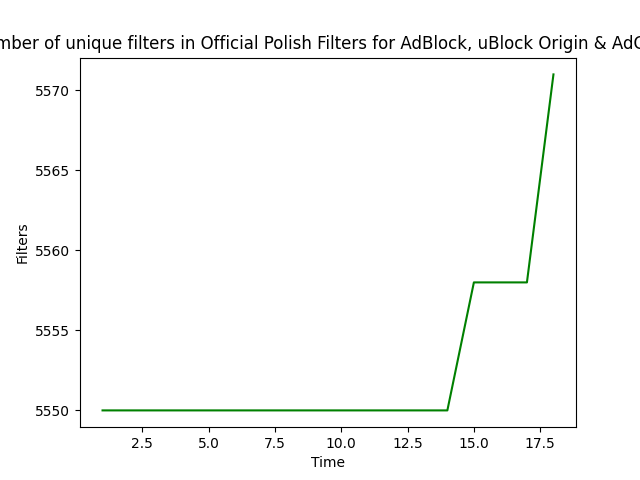 mber of unique filters in Official Polish Filters for AdBlock, uBlock Origin & AdG
5570
5565
5560
5555
5550
Filters
2.5 5.0 7.5 10.0 12.5 15.0 17.5
Time